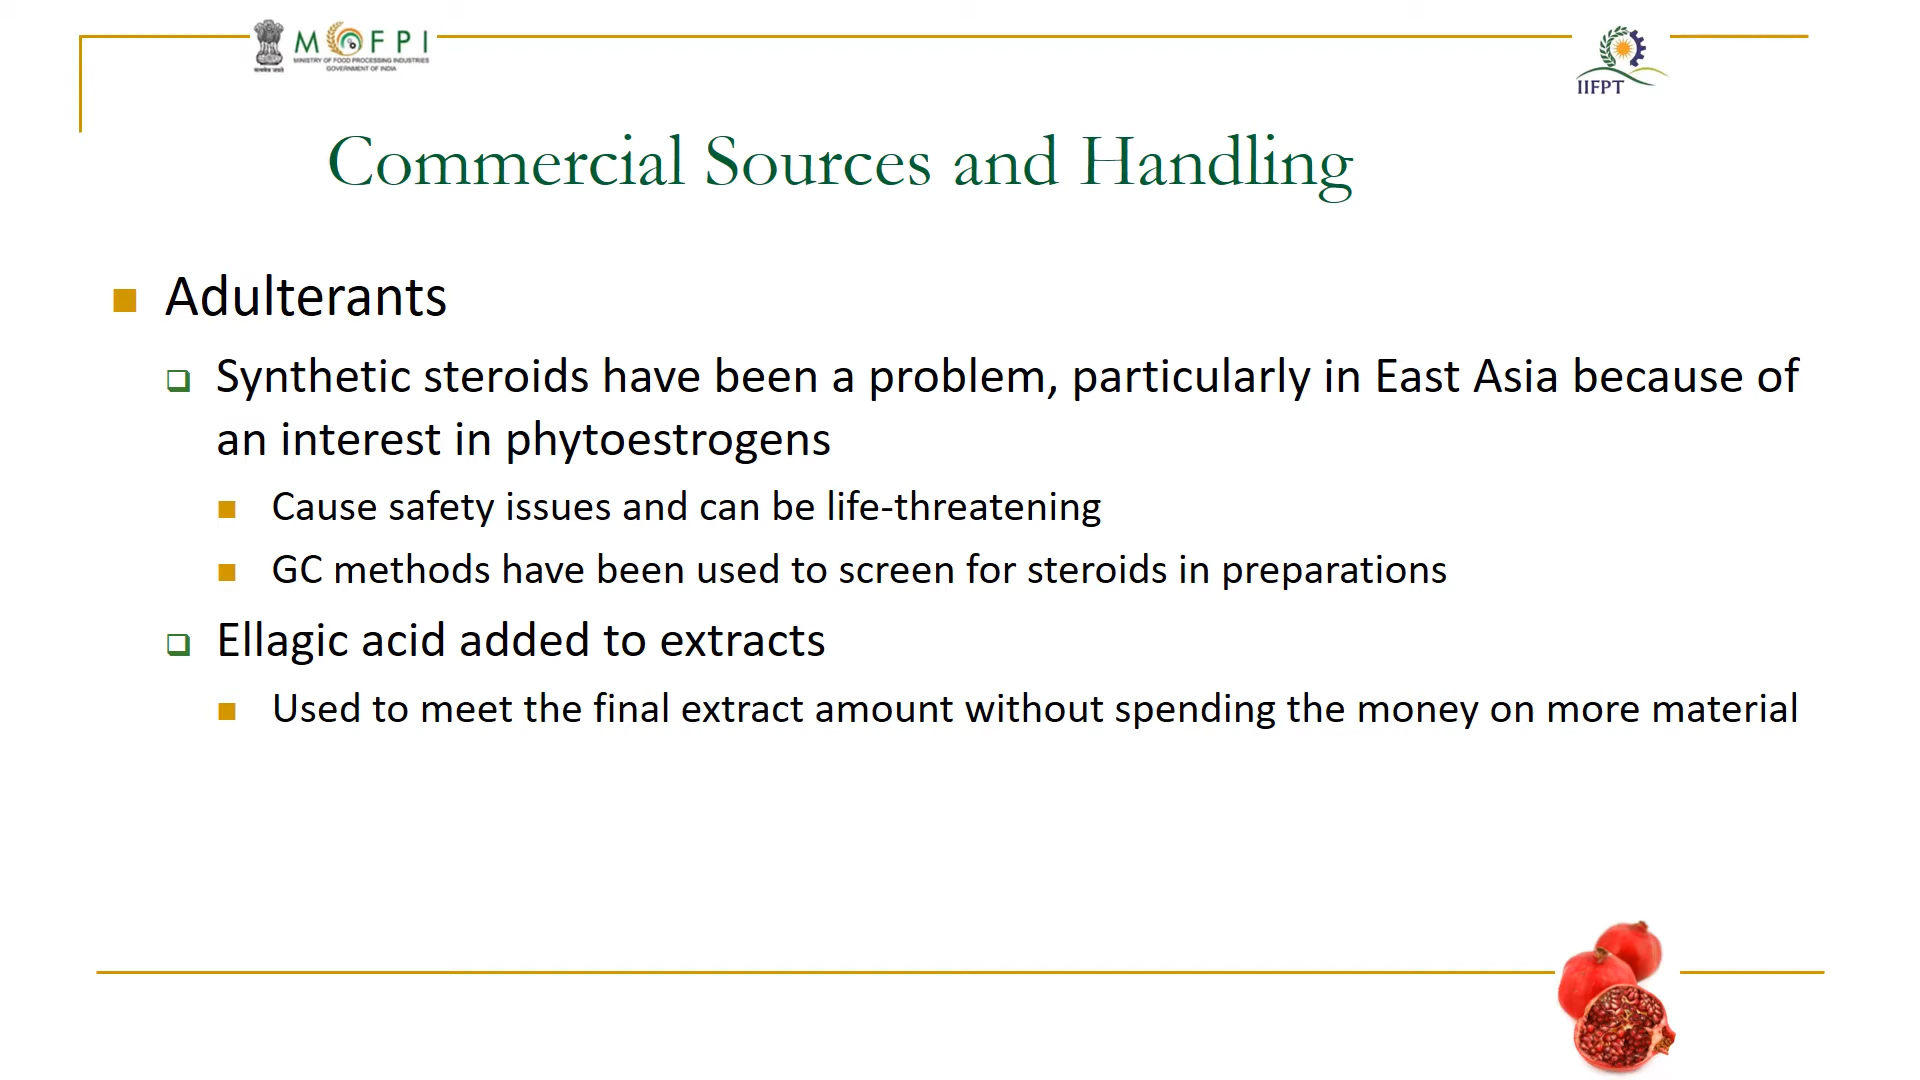 MOFPI
MINISTRY OF FOOD PROCESSING INDUSTRIES
GOVERNMENT OF INDIA
IIFPT
Commercial Sources and Handling
Adulterants
Synthetic steroids have been a problem, particularly in East Asia because of
an interest in phytoestrogens
Cause safety issues and can be life-threatening
GC methods have been used to screen for steroids in preparations
Ellagic acid added to extracts
Used to meet the final extract amount without spending the money on more material